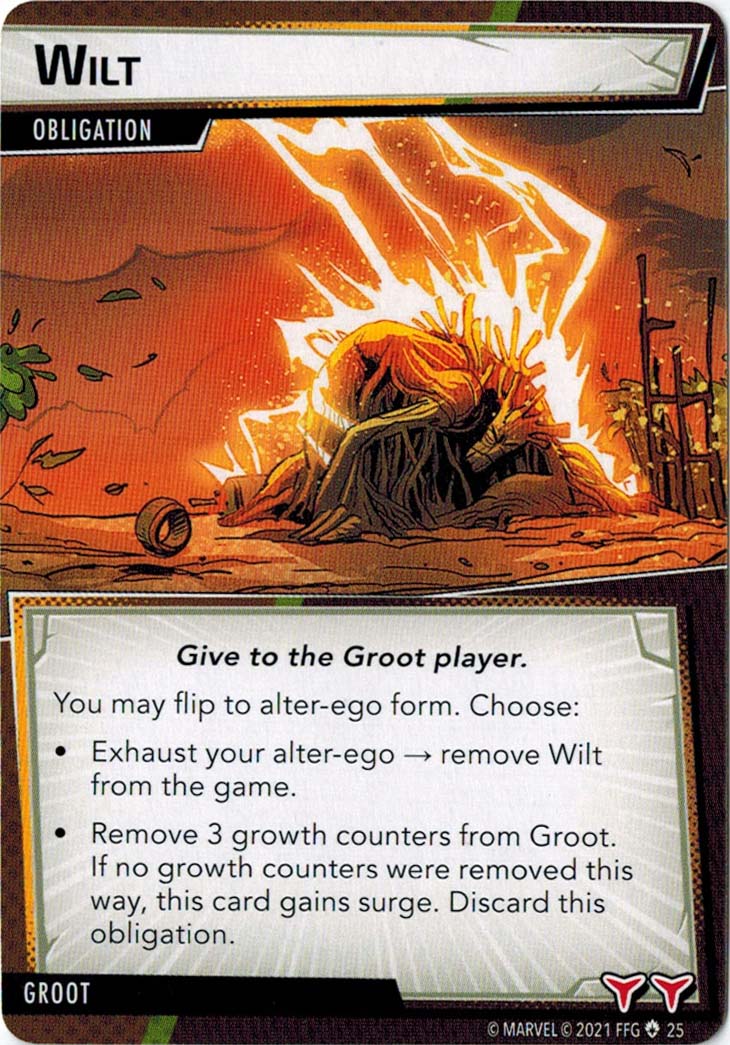 WILT
OBLIGATION
Give to the Groot player.
You may flip to alter-ego form. Choose:
• Exhaust your alter-ego → remove Wilt
from the game.
• Remove 3 growth counters from Groot.
If no growth counters were removed this
way, this card gains surge. Discard this
obligation.
GROOT
© MARVEL © 2021 FFG 25